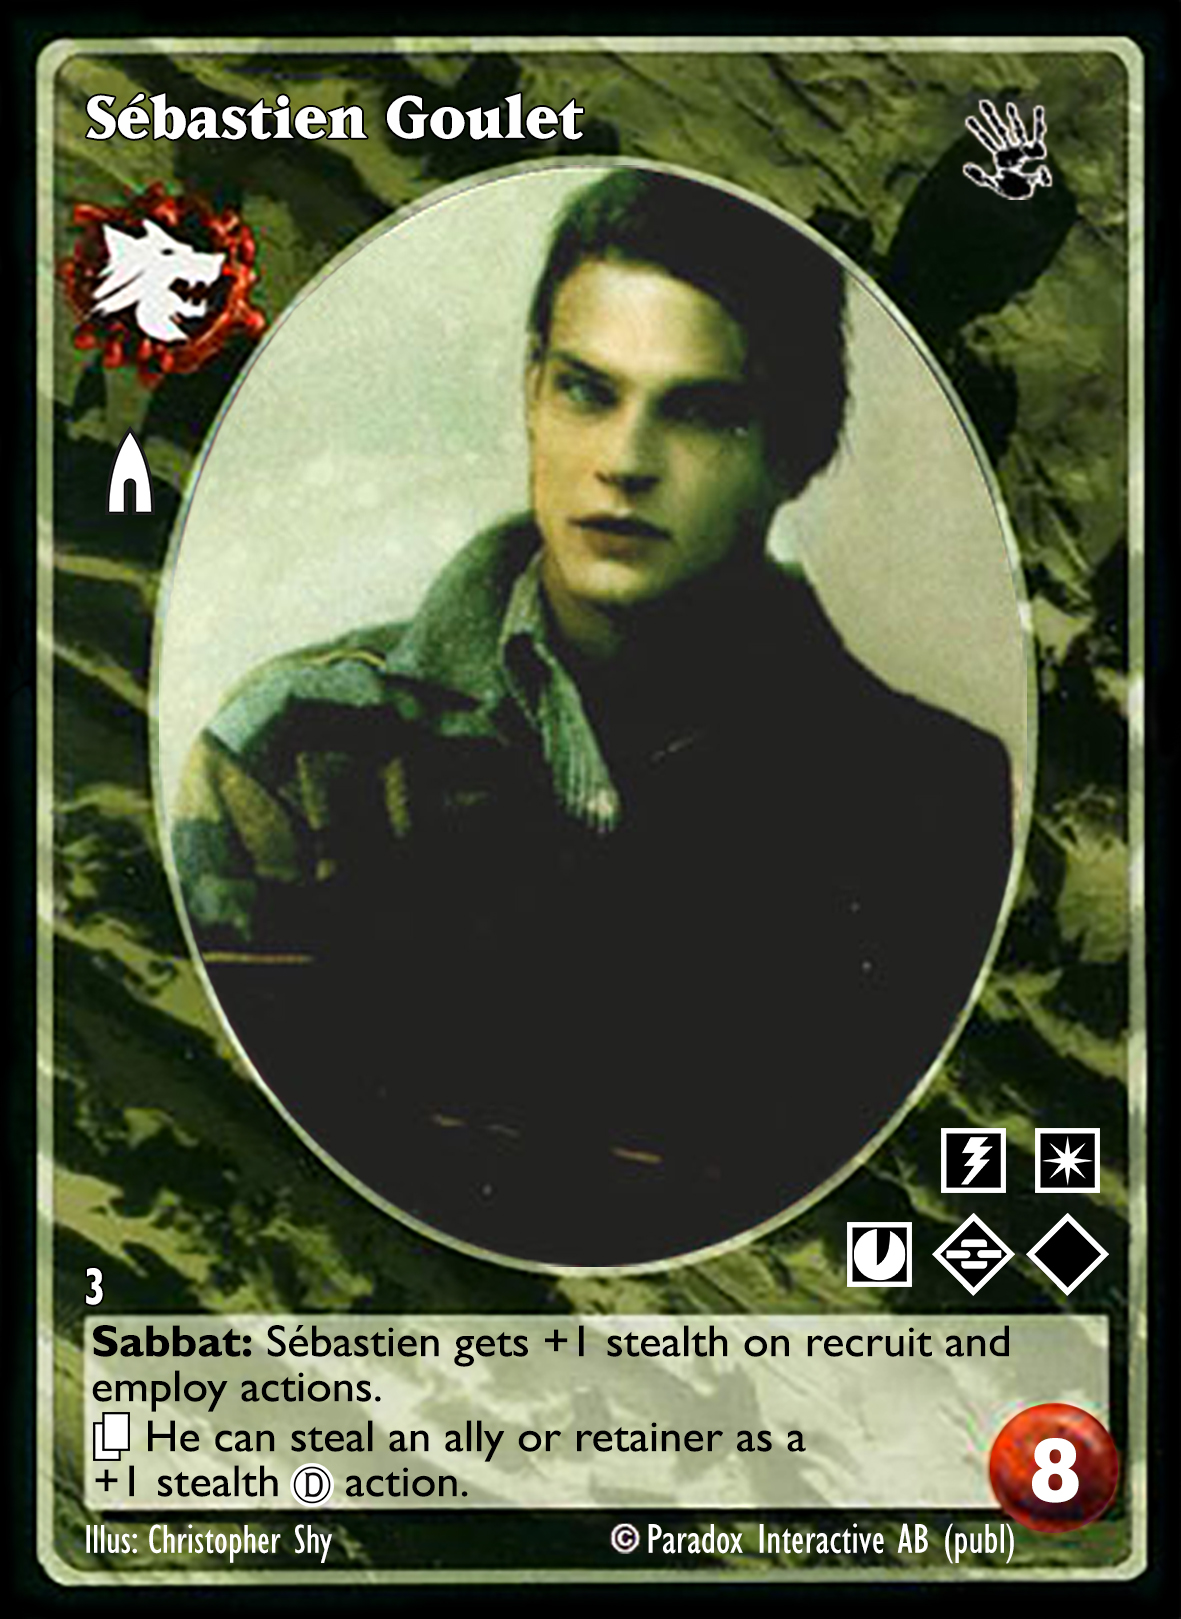 Sébastien Goulet
3
Sabbat: Sébastien gets +1 stealth on recruit and
employ actions.
He can steal an ally or retainer as a
+1 stealth Ⓓ action.
8
Illus: Christopher Shy
© Paradox Interactive AB (publ)